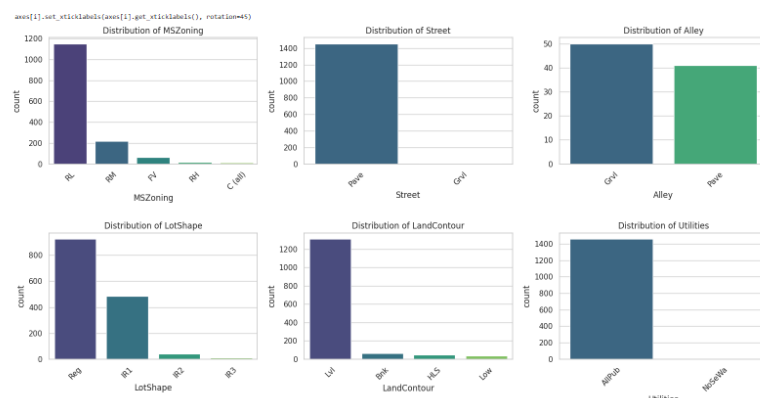 axes[i].set_xticklabels(axes[i].get_xticklabels(), rotation=45)
Distribution of MSZoning
1200
1000
800
600
400
200
0
count
RL
RM
FV
RH
C (all)
MSZoning
Distribution of Street
1400
1200
1000
800
600
400
200
0
count
Pave
Grvl
Street
Distribution of Alley
50
40
30
20
10
0
count
Grvl
Pave
Alley
Distribution of LotShape
800
600
400
200
0
count
Reg
IR1
IR2
IR3
LotShape
Distribution of LandContour
1200
1000
800
600
400
200
0
count
Lvl
Bnk
HLS
Low
LandContour
Distribution of Utilities
1400
1200
1000
800
600
400
200
0
count
AllPub
NoSeWa